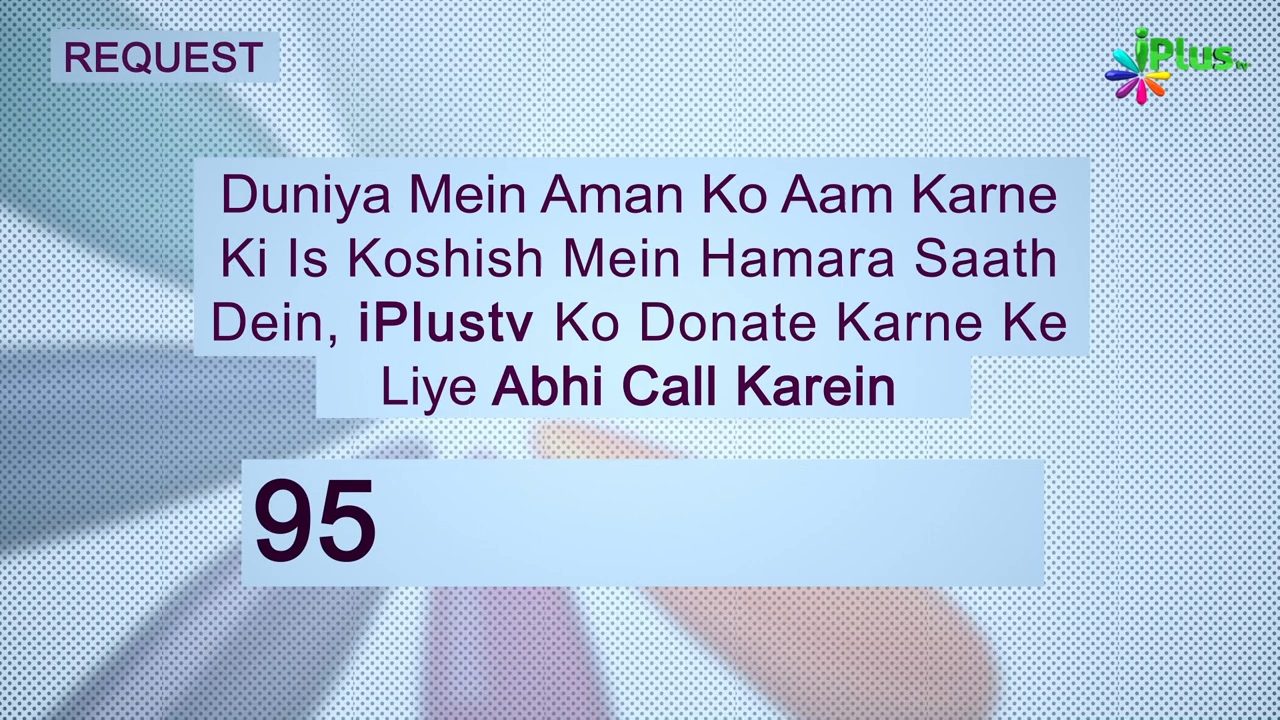 REQUEST
iPlus tv
Duniya Mein Aman Ko Aam Karne
Ki Is Koshish Mein Hamara Saath
Dein, iPlustv Ko Donate Karne Ke
Liye Abhi Call Karein
95